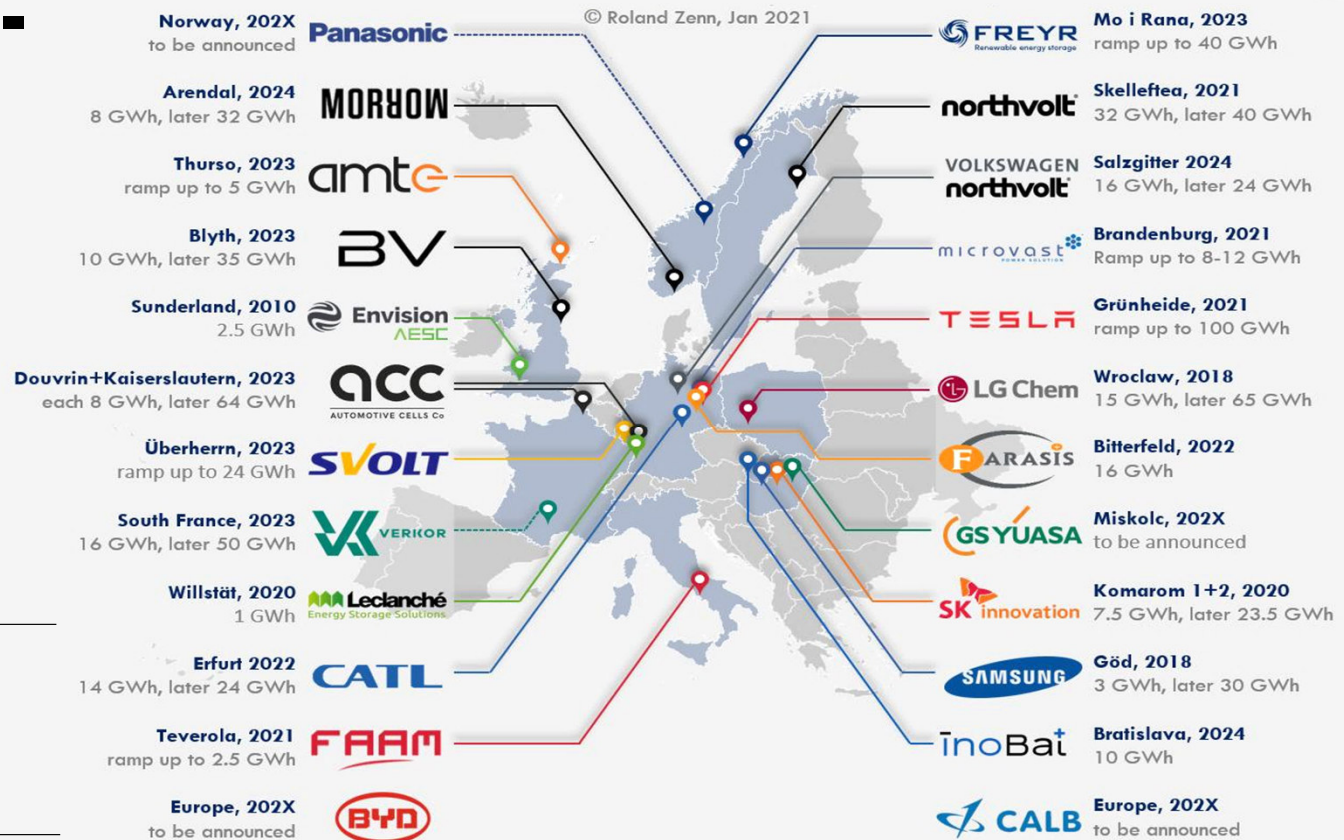 © Roland Zenn, Jan 2021
Norway, 202X
to be announced
Panasonic
Arendal, 2024
8 GWh, later 32 GWh
MORROW
Thurso, 2023
ramp up to 5 GWh
amte
Blyth, 2023
10 GWh, later 35 GWh
BV
Sunderland, 2010
2.5 GWh
Envision
AESC
Douvrin+Kaiserslautern, 2023
each 8 GWh, later 64 GWh
acc
AUTOMOTIVE CELLS Co
Überherrn, 2023
ramp up to 24 GWh
SVOLT
South France, 2023
16 GWh, later 50 GWh
VERKOR
Willstät, 2020
1 GWh
Leclanché
Energy Storage Solutions
Erfurt 2022
14 GWh, later 24 GWh
CATL
Teverola, 2021
ramp up to 2.5 GWh
FAAM
Europe, 202X
to be announced
BYD
FREYR
Renewable energy storage
Mo i Rana, 2023
ramp up to 40 GWh
northvolt
Skelleftea, 2021
32 GWh, later 40 GWh
VOLKSWAGEN
northvolt
Salzgitter 2024
16 GWh, later 24 GWh
microvast
POWER SOLUTION
Brandenburg, 2021
Ramp up to 8-12 GWh
TESLA
Grünheide, 2021
ramp up to 100 GWh
LG Chem
Wroclaw, 2018
15 GWh, later 65 GWh
FARASIS
Bitterfeld, 2022
16 GWh
GS YUASA
Miskolc, 202X
to be announced
SK innovation
Komarom 1+2, 2020
7.5 GWh, later 23.5 GWh
SAMSUNG
Göd, 2018
3 GWh, later 30 GWh
inoBat
Bratislava, 2024
10 GWh
CALB
Europe, 202X
to be announced